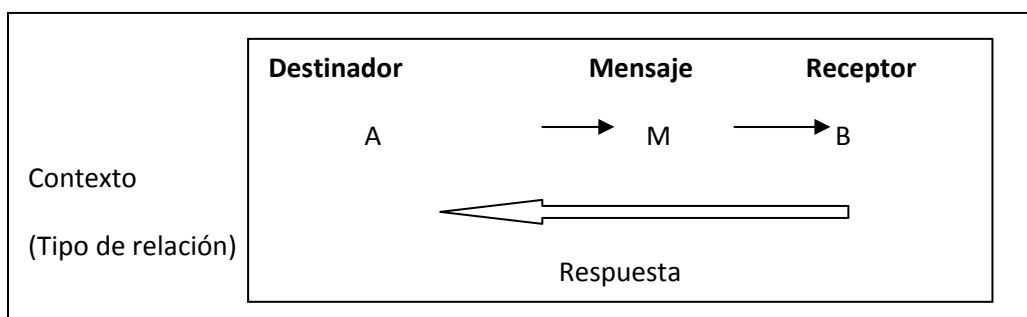 Destinador Mensaje Receptor
A M B
Contexto
(Tipo de relación)
Respuesta